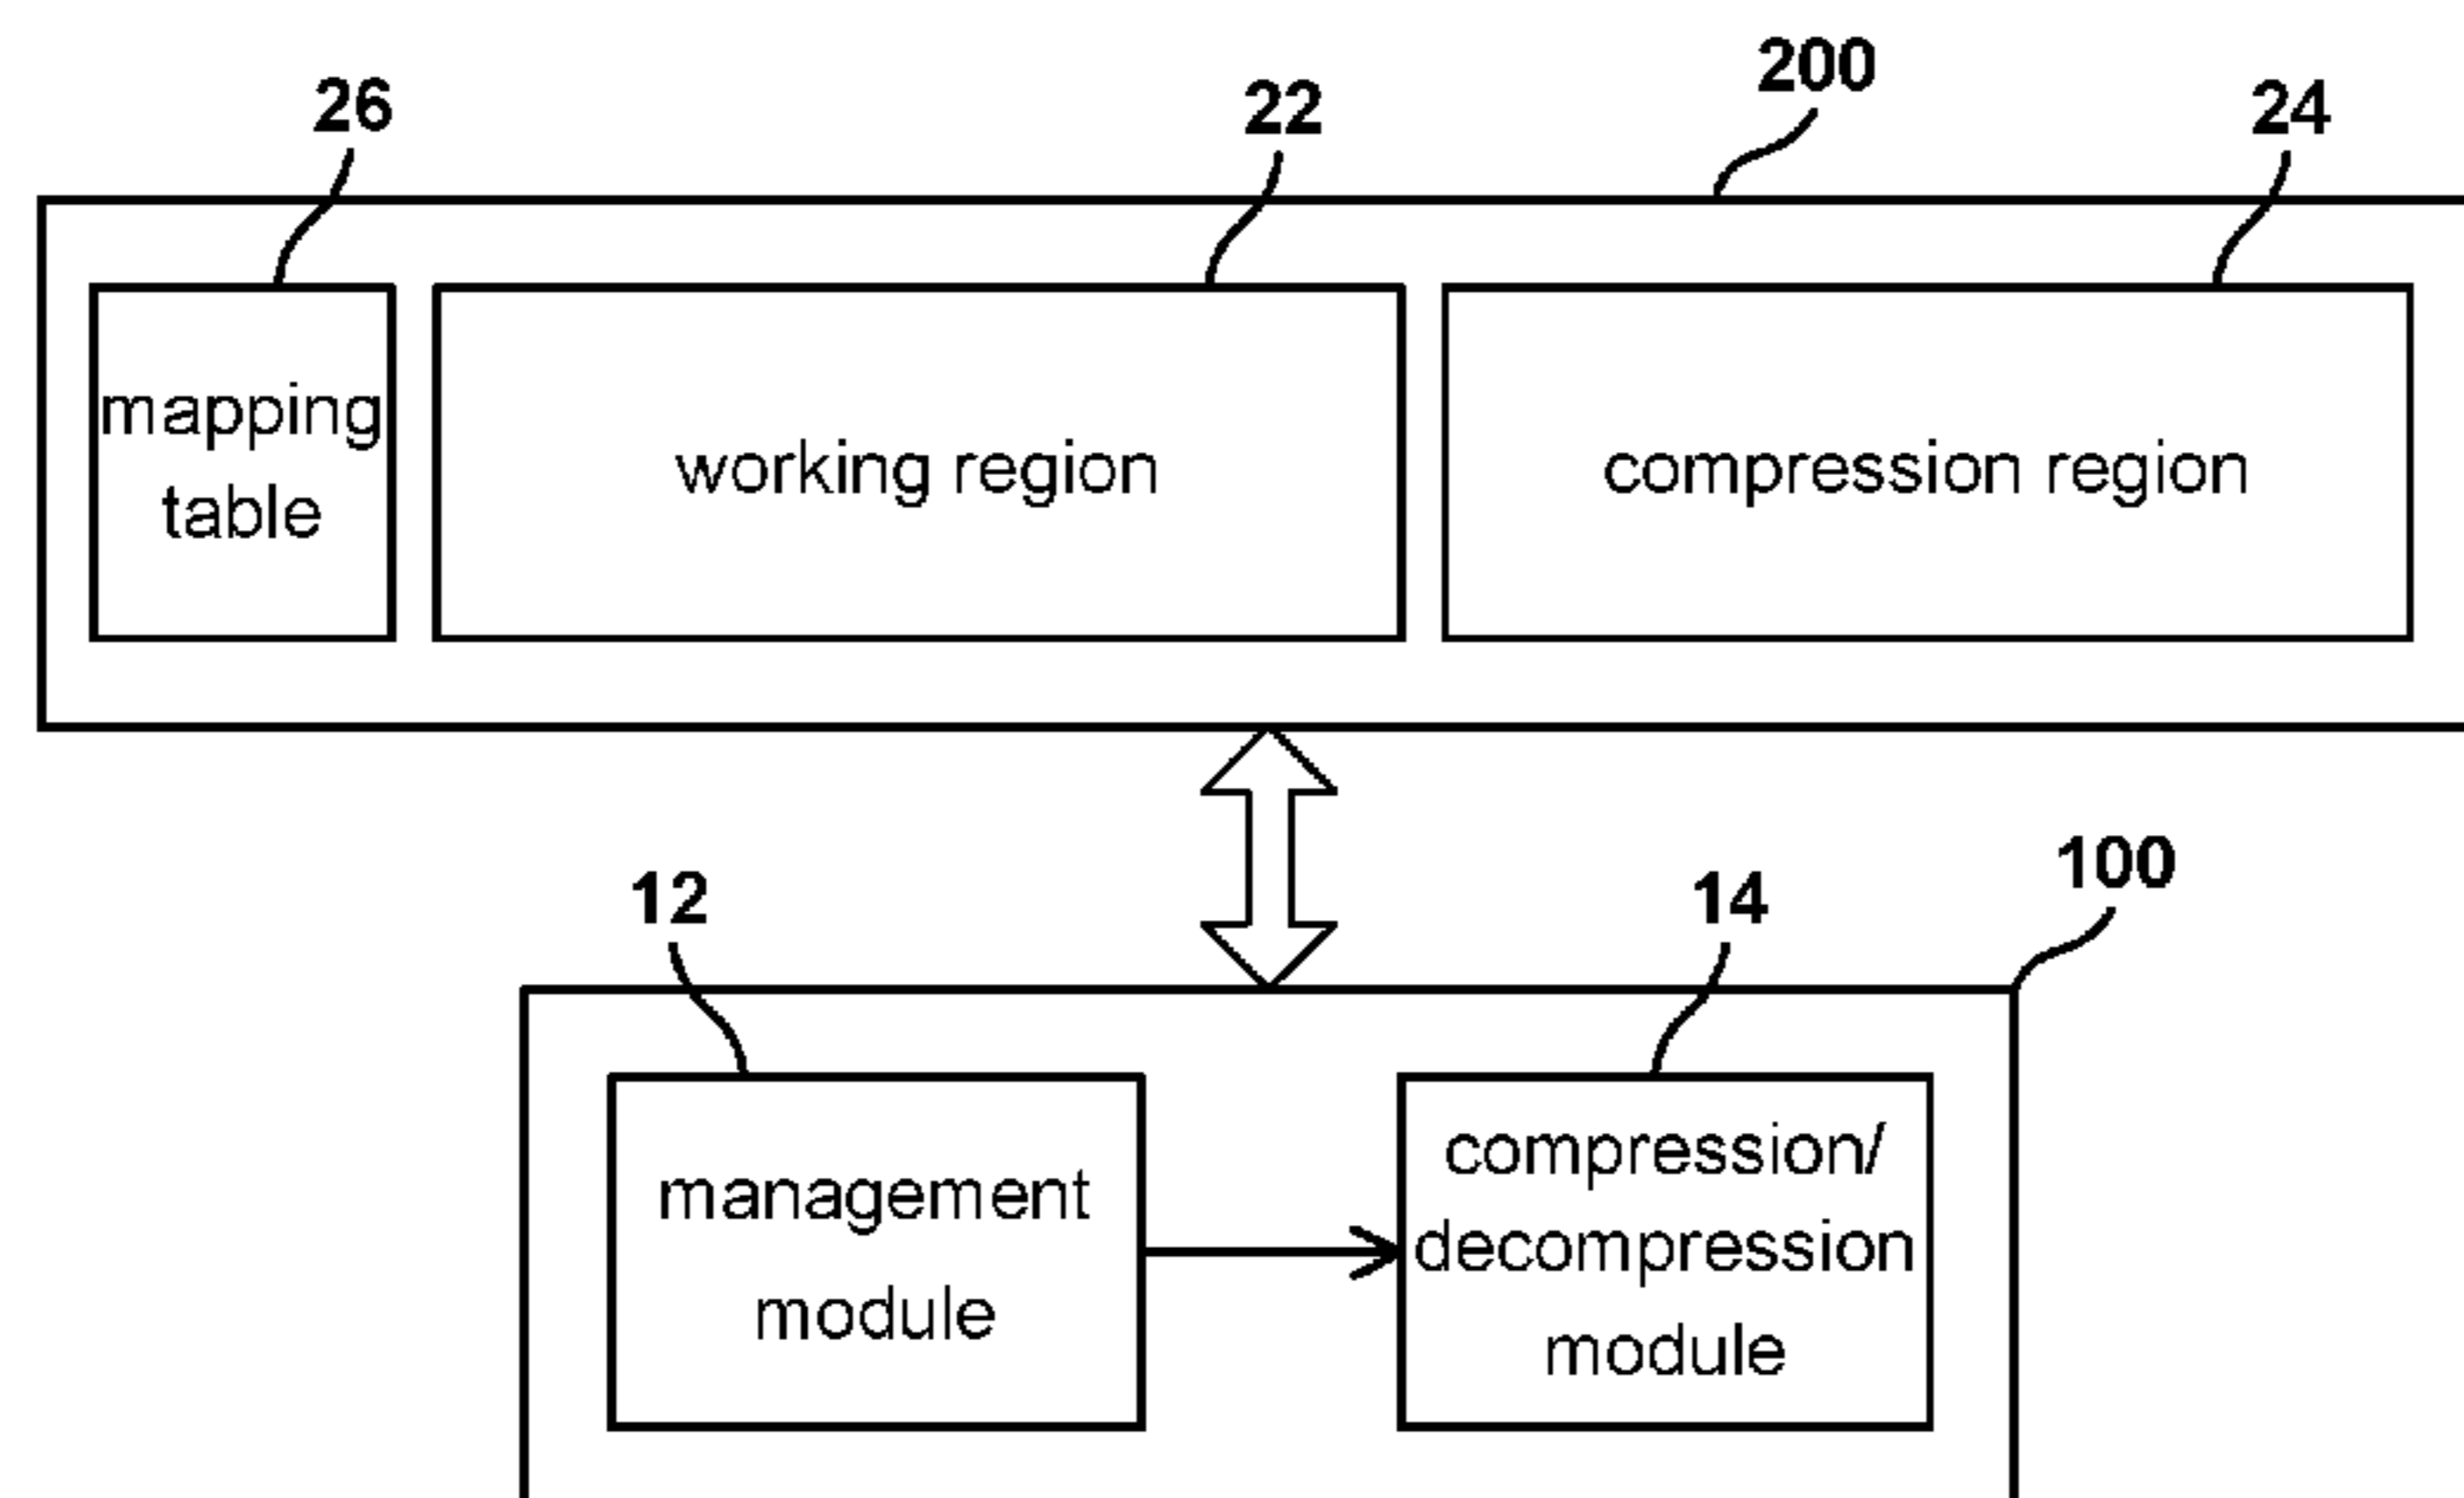 200
26
22
24
mapping
table
working region
compression region
100
12
14
management
module
compression/
decompression
module